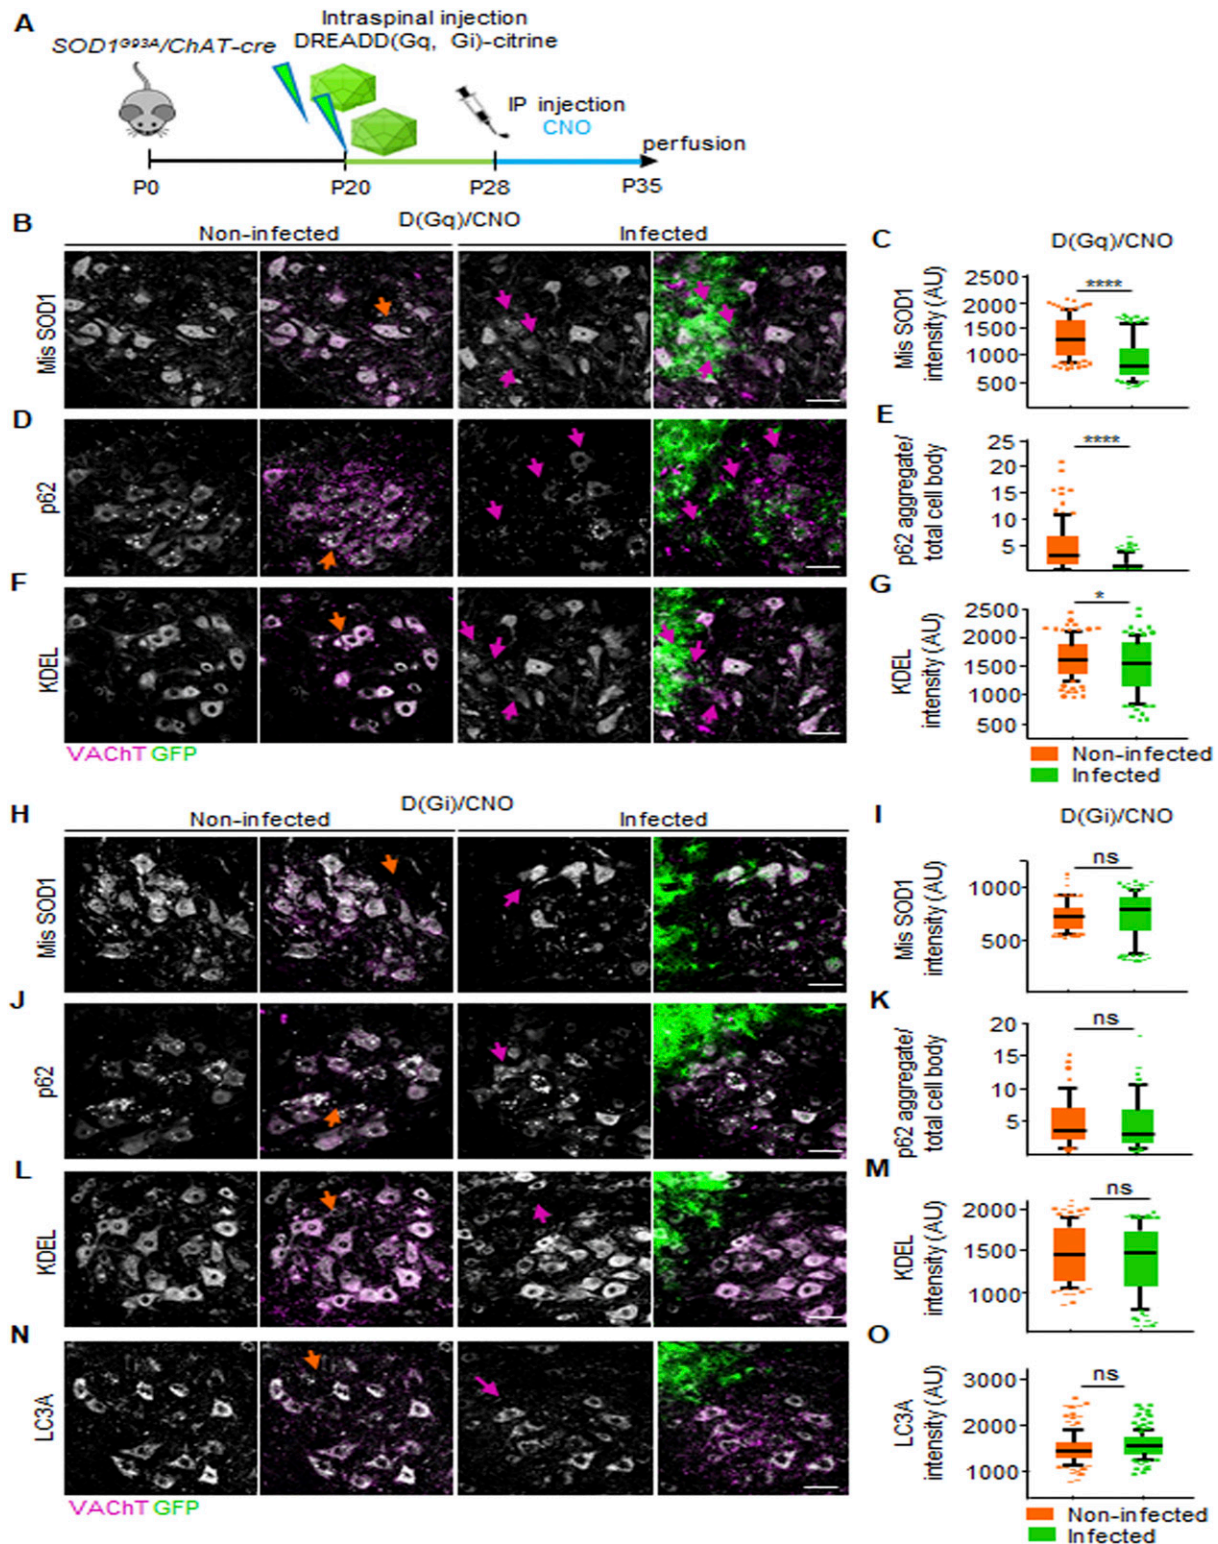 A
Intraspinal injection
SOD1ᴳ⁹³ᴬ/ChAT-cre
DREADD(Gq, Gi)-citrine
IP injection
CNO
perfusion
P0
P20
P28
P35
B
D(Gq)/CNO
Non-infected
Infected
Mis SOD1
C
D(Gq)/CNO
Mis SOD1
intensity (AU)
2500
2000
1500
1000
500
****
D
p62
E
p62 aggregate/
total cell body
25
20
15
10
5
****
F
KDEL
G
KDEL
intensity (AU)
2500
2000
1500
1000
500
*
VAChT GFP
Non-infected
Infected
H
D(Gi)/CNO
Non-infected
Infected
Mis SOD1
I
D(Gi)/CNO
Mis SOD1
intensity (AU)
1000
500
ns
J
p62
K
p62 aggregate/
total cell body
20
15
10
5
ns
L
KDEL
M
KDEL
intensity (AU)
2000
1500
1000
ns
N
LC3A
O
LC3A
intensity (AU)
3000
2000
1000
ns
VAChT GFP
Non-infected
Infected